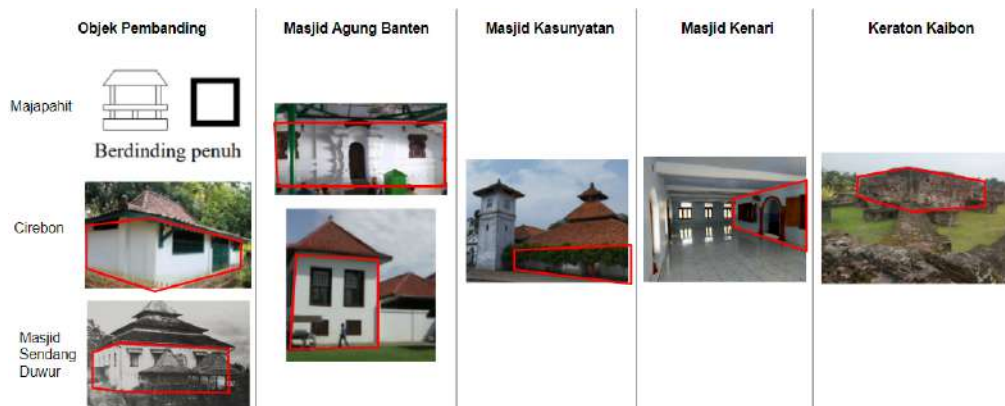 Objek Pembanding
Masjid Agung Banten
Masjid Kasunyatan
Masjid Kenari
Keraton Kaibon
Majapahit
Berdinding penuh
Cirebon
Masjid
Sendang
Duwur